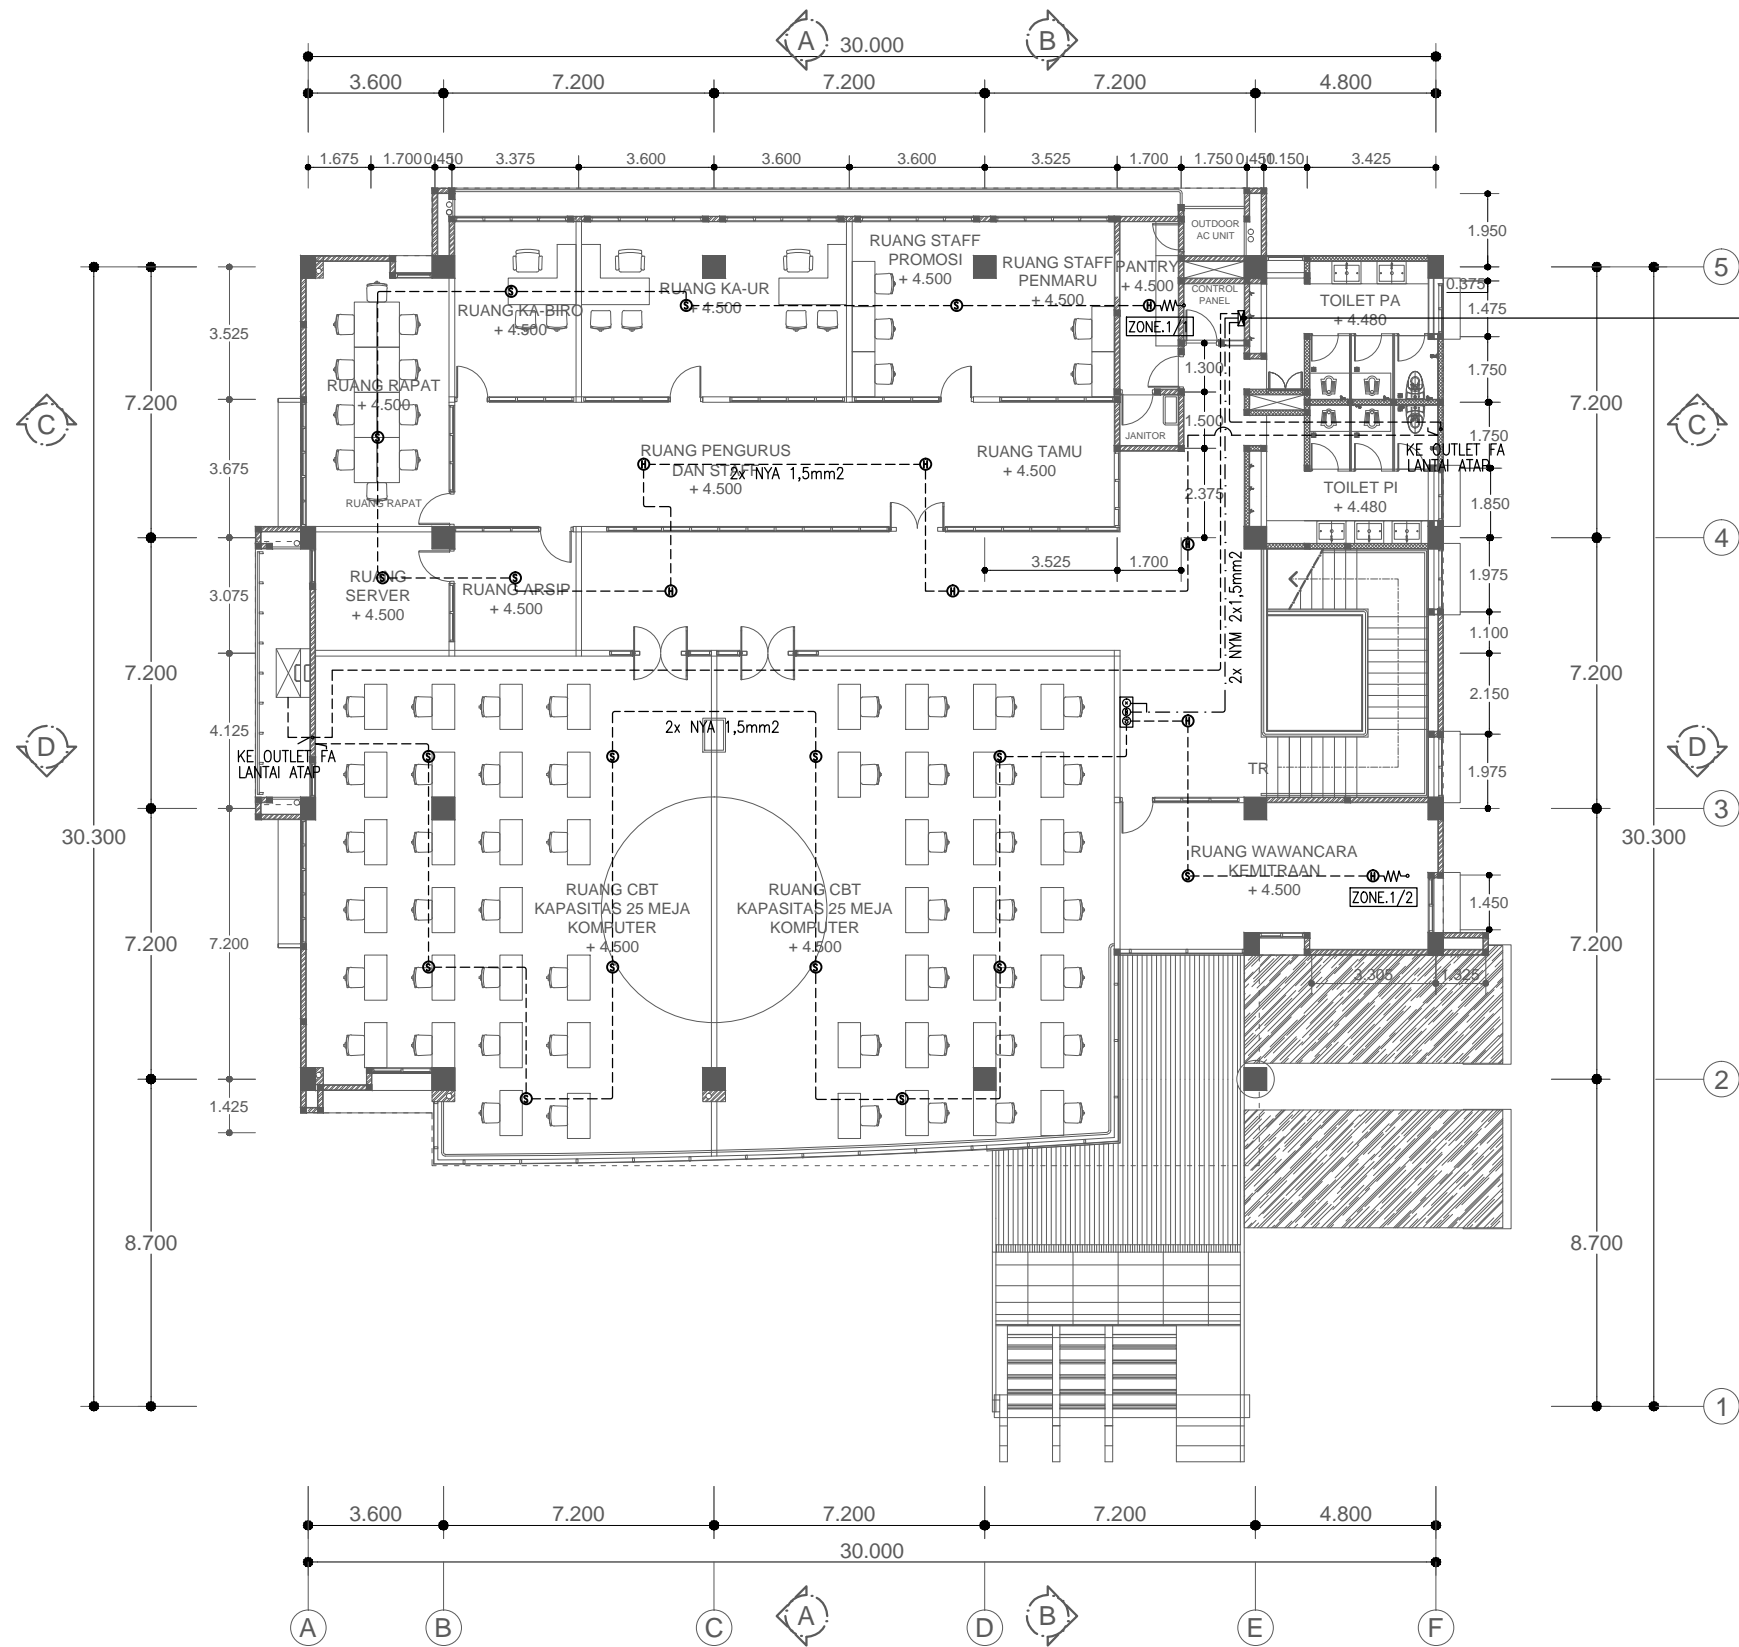 A
B
30.000
3.600
7.200
7.200
7.200
4.800
1.675
1.700
0.450
3.375
3.600
3.600
3.600
3.525
1.700
1.750
0.450
1.150
3.425
OUTDOOR
AC UNIT
1.950
RUANG STAFF
PROMOSI
+ 4.500
RUANG STAFF
PENMARU
+ 4.500
PANTRY
+ 4.500
CONTROL
PANEL
TOILET PA
+ 4.480
0.375
1.475
5
RUANG KA-BIRO
+ 4.500
RUANG KA-UR
+ 4.500
ZONE.1/1
3.525
1.300
1.750
RUANG RAPAT
+ 4.500
7.200
7.200
C
C
1.500
1.750
JANITOR
KE OUTLET FA
LANTAI ATAP
RUANG PENGURUS
DAN STAFF
+ 4.500
2x NYA 1,5mm2
RUANG TAMU
+ 4.500
3.675
RUANG RAPAT
2.375
TOILET PI
+ 4.480
1.850
4
3.525
1.700
2x NYM 2x1,5mm2
RUANG
SERVER
+ 4.500
RUANG ARSIP
+ 4.500
3.075
1.975
1.100
7.200
7.200
2.150
2x NYA 1,5mm2
4.125
D
D
KE OUTLET FA
LANTAI ATAP
TR
1.975
3
30.300
30.300
RUANG WAWANCARA
KEMITRAAN
+ 4.500
ZONE.1/2
1.450
RUANG CBT
KAPASITAS 25 MEJA
KOMPUTER
+ 4.500
RUANG CBT
KAPASITAS 25 MEJA
KOMPUTER
+ 4.500
7.200
7.200
7.200
3.305
1.325
2
1.425
8.700
8.700
1
3.600
7.200
7.200
7.200
4.800
30.000
A
B
C
A
D
B
E
F